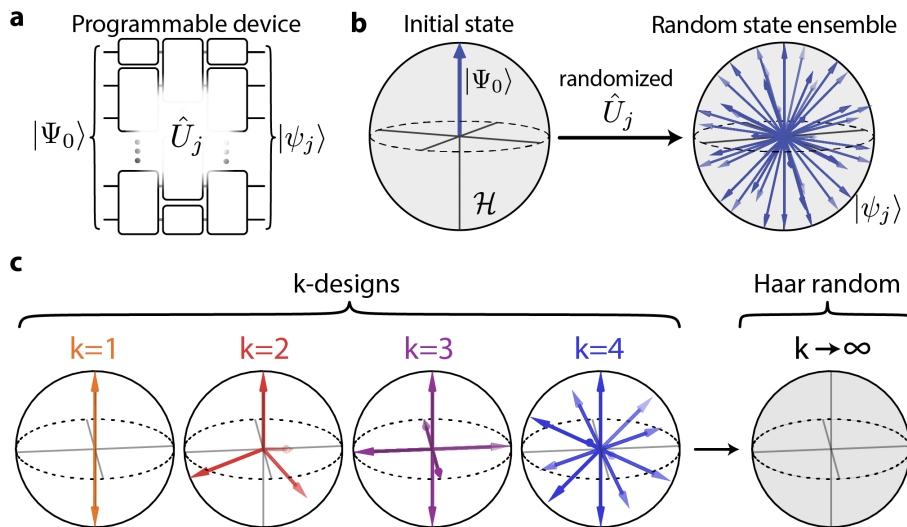 a
Programmable device
|Ψ₀⟩
Û_j
|ψ_j⟩
b
Initial state
|Ψ₀⟩
ℋ
randomized
Û_j
Random state ensemble
|ψ_j⟩
c
k-designs
Haar random
k=1
k=2
k=3
k=4
k→∞